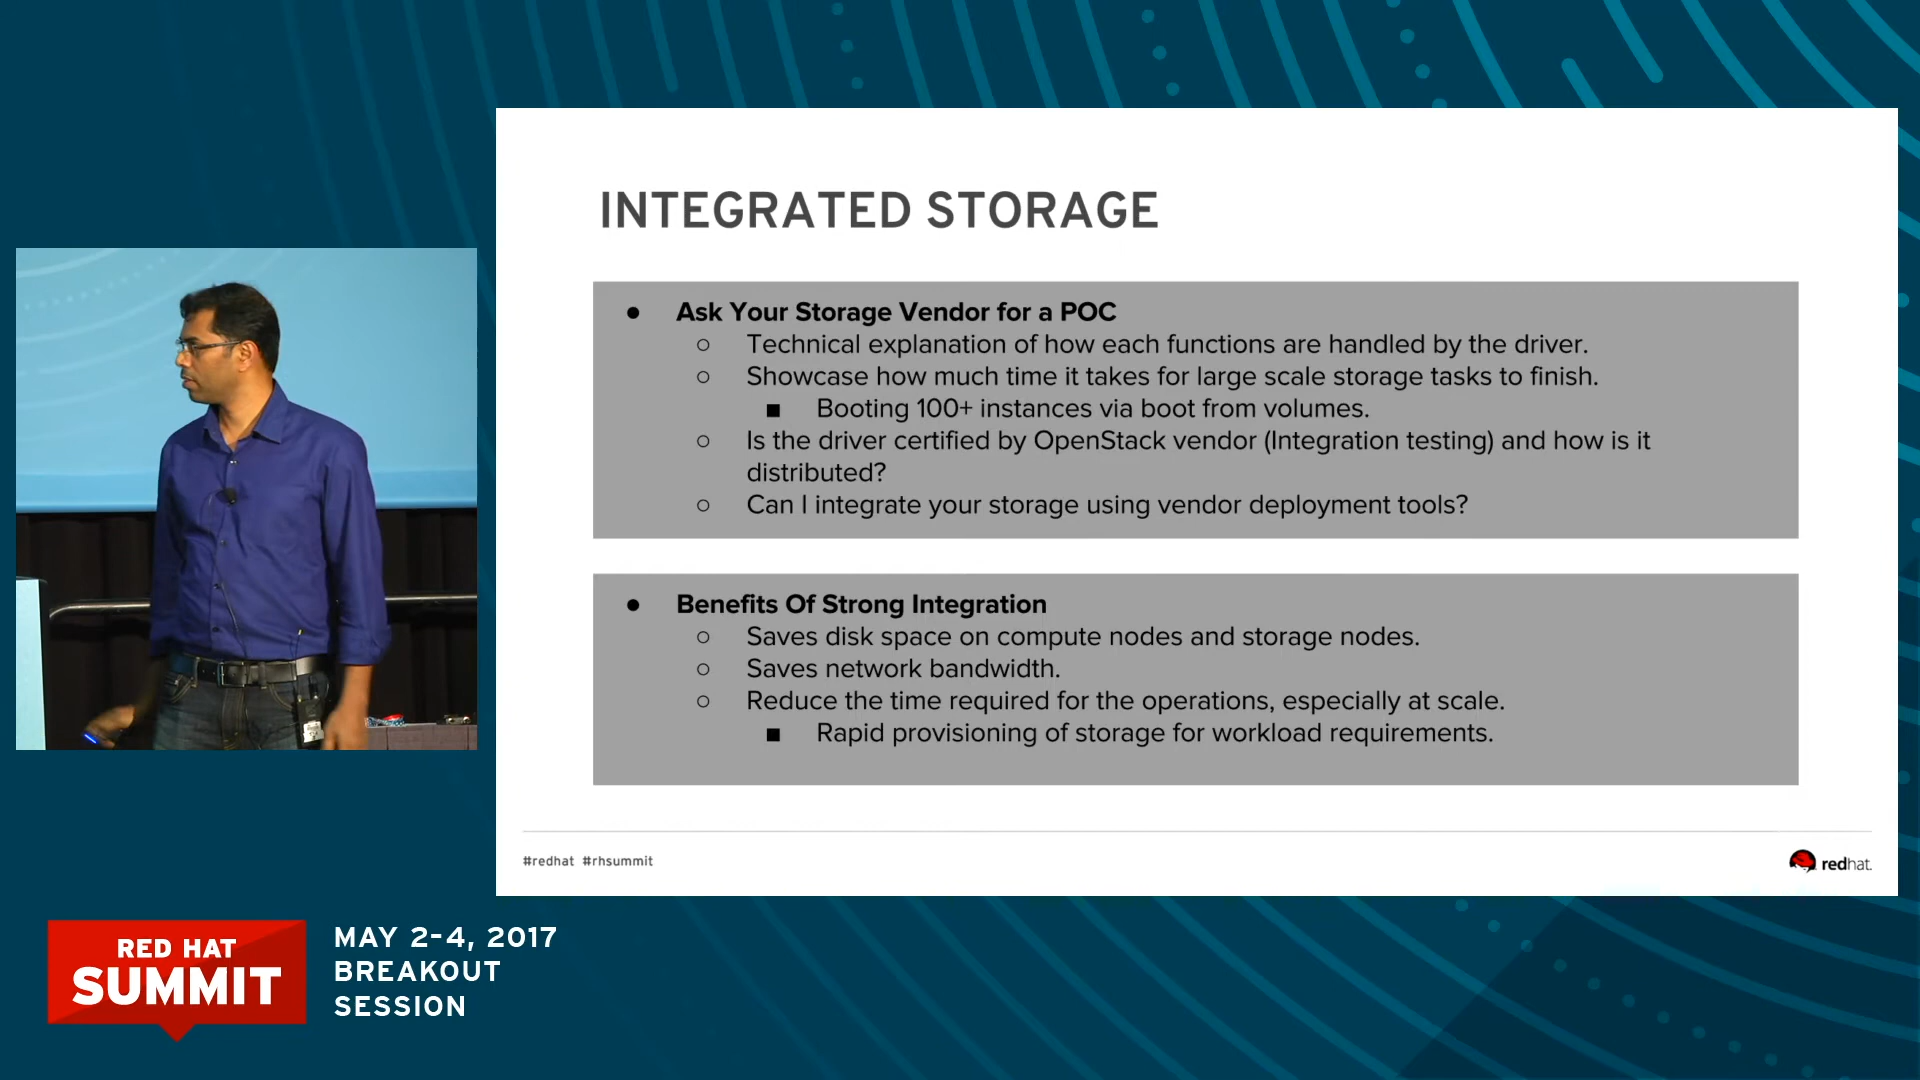 INTEGRATED STORAGE
● Ask Your Storage Vendor for a POC
○ Technical explanation of how each functions are handled by the driver.
○ Showcase how much time it takes for large scale storage tasks to finish.
■ Booting 100+ instances via boot from volumes.
○ Is the driver certified by OpenStack vendor (Integration testing) and how is it
distributed?
○ Can I integrate your storage using vendor deployment tools?
● Benefits Of Strong Integration
○ Saves disk space on compute nodes and storage nodes.
○ Saves network bandwidth.
○ Reduce the time required for the operations, especially at scale.
■ Rapid provisioning of storage for workload requirements.
#redhat #rhsummit
redhat.
RED HAT
SUMMIT
MAY 2-4, 2017
BREAKOUT
SESSION